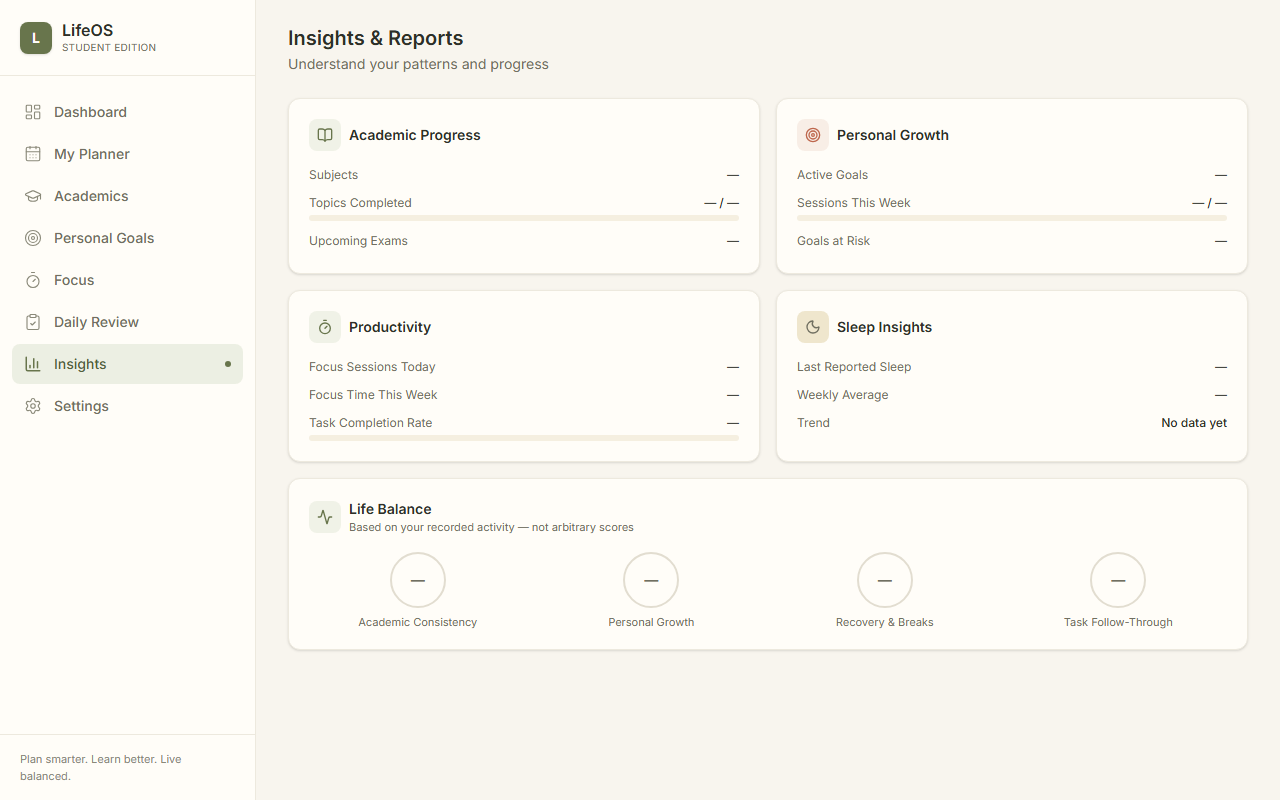 L
LifeOS
STUDENT EDITION
Dashboard
My Planner
Academics
Personal Goals
Focus
Daily Review
Insights
Settings
Plan smarter. Learn better. Live
balanced.
Insights & Reports
Understand your patterns and progress
Academic Progress
Subjects —
Topics Completed — / —
Upcoming Exams —
Personal Growth
Active Goals —
Sessions This Week — / —
Goals at Risk —
Productivity
Focus Sessions Today —
Focus Time This Week —
Task Completion Rate —
Sleep Insights
Last Reported Sleep —
Weekly Average —
Trend No data yet
Life Balance
Based on your recorded activity — not arbitrary scores
— — — —
Academic Consistency Personal Growth Recovery & Breaks Task Follow-Through